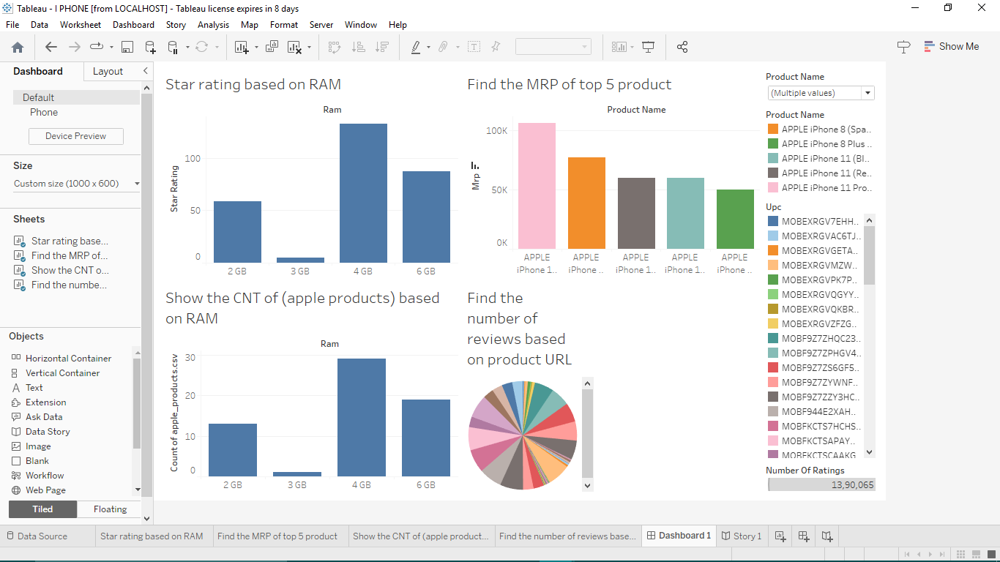 Tableau - I PHONE [from LOCALHOST] - Tableau license expires in 8 days
File Data Worksheet Dashboard Story Analysis Map Format Server Window Help
Show Me
Dashboard Layout
Default
Phone
Device Preview
Size
Custom size (1000 x 600)
Sheets
Star rating base...
Find the MRP of...
Show the CNT o...
Find the numbe...
Objects
Horizontal Container
Vertical Container
Text
Extension
Ask Data
Data Story
Image
Blank
Workflow
Web Page
Tiled Floating
Star rating based on RAM
Ram
Star Rating
100
50
0
2 GB 3 GB 4 GB 6 GB
Find the MRP of top 5 product
Product Name
Mrp
100K
50K
0K
APPLE APPLE APPLE APPLE APPLE
iPhone 1.. iPhone .. iPhone 1.. iPhone 1.. iPhone ..
Show the CNT of (apple products) based
on RAM
Ram
Count of apple_products.csv
30
20
10
0
2 GB 3 GB 4 GB 6 GB
Find the
number of
reviews based
on product URL
Product Name
(Multiple values)
Product Name
APPLE iPhone 8 (Spa..
APPLE iPhone 8 Plus ..
APPLE iPhone 11 (Bl..
APPLE iPhone 11 (Re..
APPLE iPhone 11 Pro..
Upc
MOBEXRGV7EHH..
MOBEXRGVAC6TJ..
MOBEXRGVGETA..
MOBEXRGVMZW..
MOBEXRGVPK7P..
MOBEXRGVQGYY..
MOBEXRGVQKBR..
MOBEXRGVZFZG..
MOBF9Z7ZHQC23..
MOBF9Z7ZPHGV4..
MOBF9Z7ZS6GF5..
MOBF9Z7ZYWNF..
MOBF9Z7ZZY3HC..
MOBF944E2XAH..
MOBFKCTS7HCHS..
MOBFKCTSAPAY..
MOBFKCTSCAAKG
Number Of Ratings
13,90,065
Data Source Star rating based on RAM Find the MRP of top 5 product Show the CNT of (apple product... Find the number of reviews base... Dashboard 1 Story 1